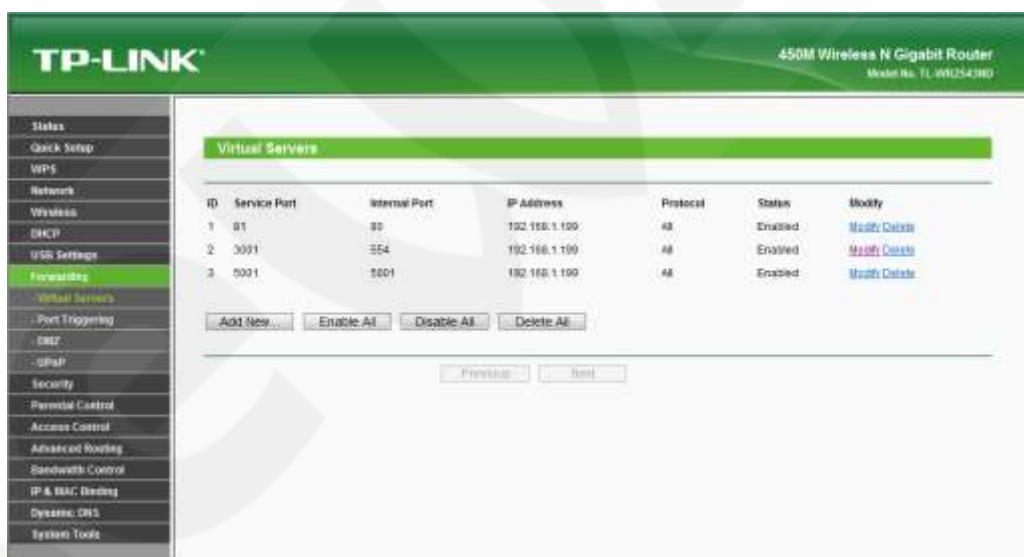 TP-LINK
450M Wireless N Gigabit Router
Model No. TL-WR2543ND
Status
Quick Setup
WPS
Network
Wireless
DHCP
USB Settings
Forwarding
- Virtual Servers
- Port Triggering
- DMZ
- UPnP
Security
Parental Control
Access Control
Advanced Routing
Bandwidth Control
IP & MAC Binding
Dynamic DNS
System Tools
Virtual Servers
ID Service Port Internal Port IP Address Protocol Status Modify
1 81 80 192.168.1.199 All Enabled Modify Delete
2 3001 554 192.168.1.199 All Enabled Modify Delete
3 5001 5001 192.168.1.199 All Enabled Modify Delete
Add New... Enable All Disable All Delete All
Previous Next